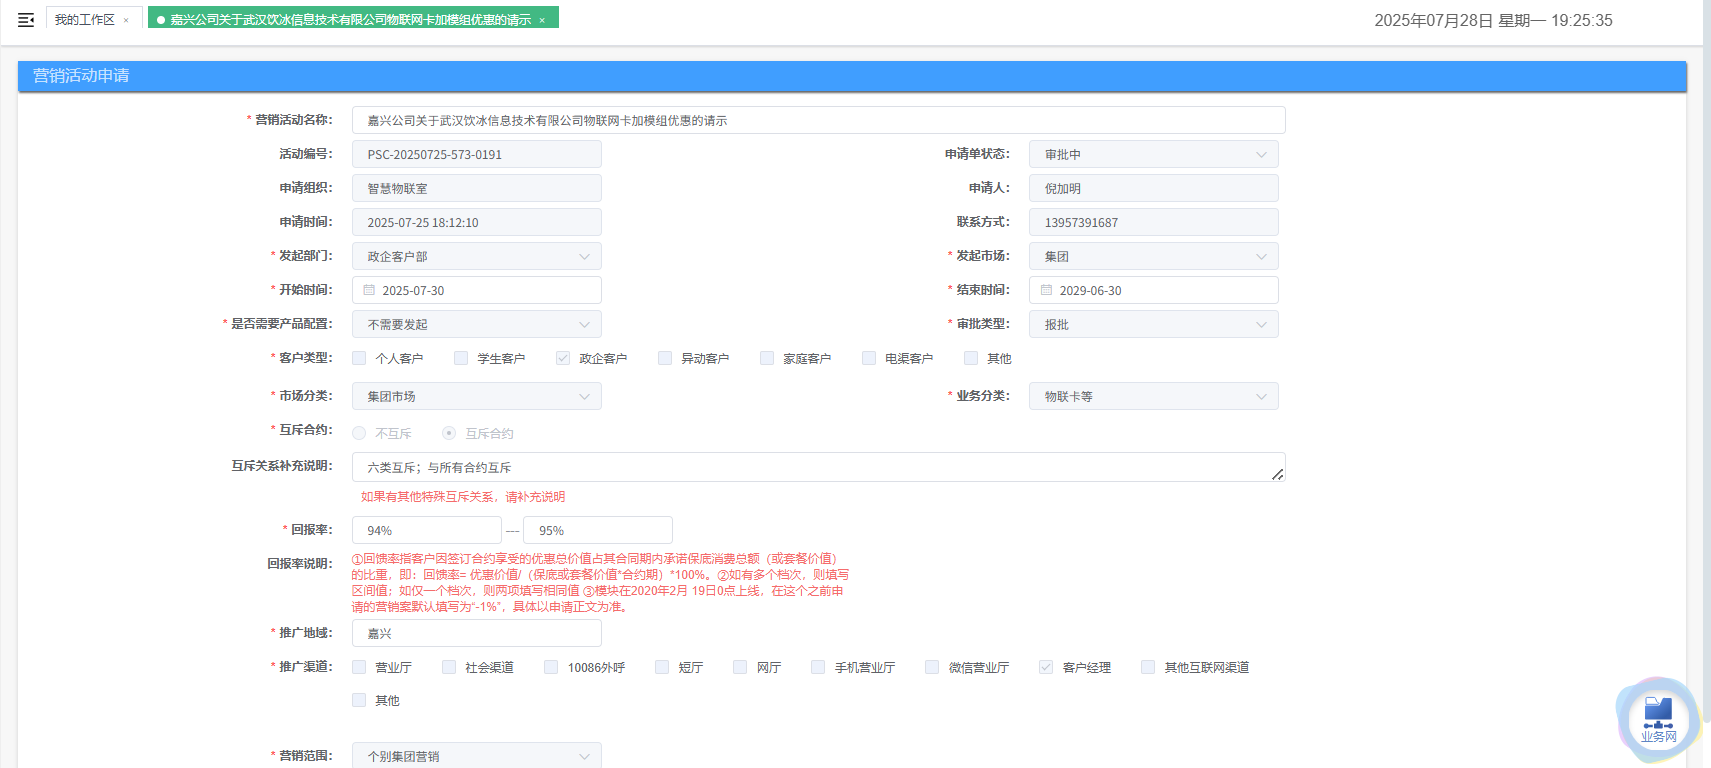 我的工作区 ×
嘉兴公司关于武汉饮冰信息技术有限公司物联网卡加模组优惠的请示 ×
2025年07月28日 星期一 19:25:35
营销活动申请
* 营销活动名称: 嘉兴公司关于武汉饮冰信息技术有限公司物联网卡加模组优惠的请示
活动编号: PSC-20250725-573-0191 申请单状态: 审批中
申请组织: 智慧物联室 申请人: 倪加明
申请时间: 2025-07-25 18:12:10 联系方式: 13957391687
* 发起部门: 政企客户部 * 发起市场: 集团
* 开始时间: 2025-07-30 * 结束时间: 2029-06-30
* 是否需要产品配置: 不需要发起 * 审批类型: 报批
* 客户类型: 个人客户 学生客户 政企客户 异动客户 家庭客户 电渠客户 其他
* 市场分类: 集团市场 * 业务分类: 物联卡等
* 互斥合约: 不互斥 互斥合约
互斥关系补充说明: 六类互斥；与所有合约互斥
如果有其他特殊互斥关系，请补充说明
* 回报率: 94% --- 95%
回报率说明: ①回馈率指客户因签订合约享受的优惠总价值占其合同期内承诺保底消费总额（或套餐价值）
的比重，即：回馈率= 优惠价值/（保底或套餐价值*合约期）*100%。②如有多个档次，则填写
区间值；如仅一个档次，则两项填写相同值 ③模块在2020年2月 19日0点上线，在这个之前申
请的营销案默认填写为“-1%”，具体以申请正文为准。
* 推广地域: 嘉兴
* 推广渠道: 营业厅 社会渠道 10086外呼 短厅 网厅 手机营业厅 微信营业厅 客户经理 其他互联网渠道
其他
* 营销范围: 个别集团营销
业务网